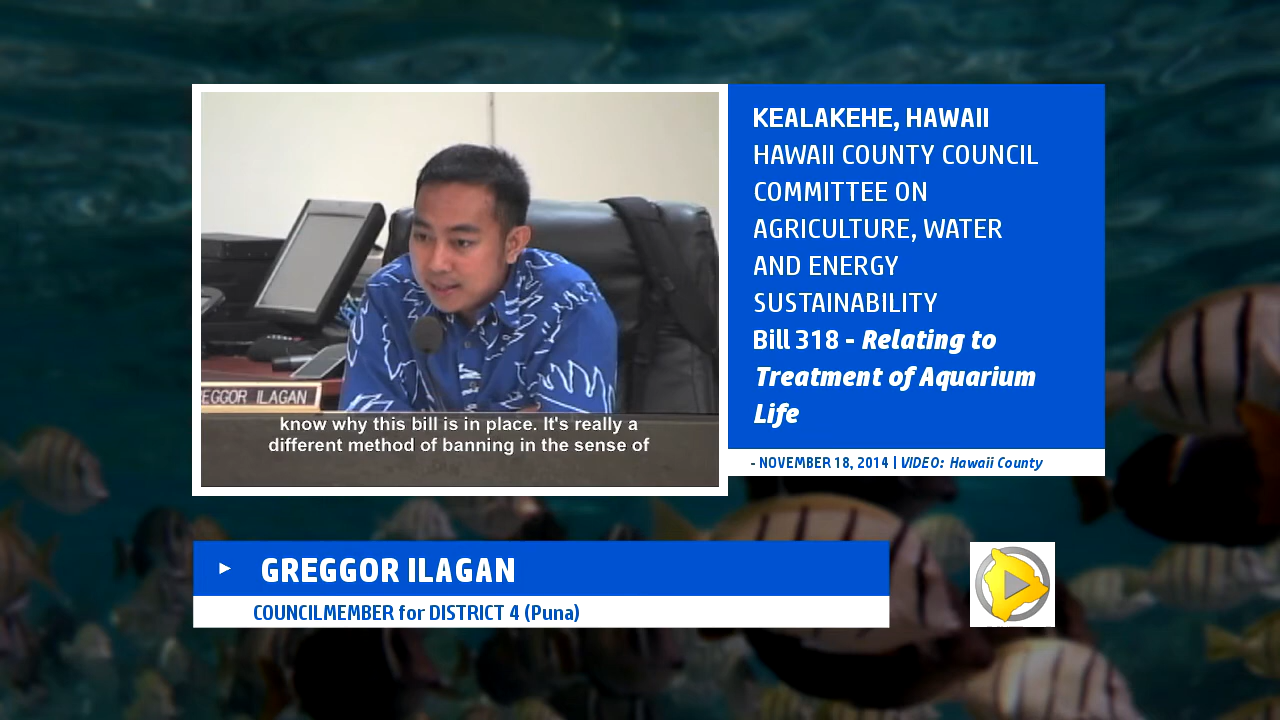 KEALAKEHE, HAWAII
HAWAII COUNTY COUNCIL
COMMITTEE ON
AGRICULTURE, WATER
AND ENERGY
SUSTAINABILITY
Bill 318 - Relating to
Treatment of Aquarium
Life
- NOVEMBER 18, 2014 | VIDEO: Hawaii County
EGGOR ILAGAN
know why this bill is in place. It's really a
different method of banning in the sense of
► GREGGOR ILAGAN
COUNCILMEMBER for DISTRICT 4 (Puna)